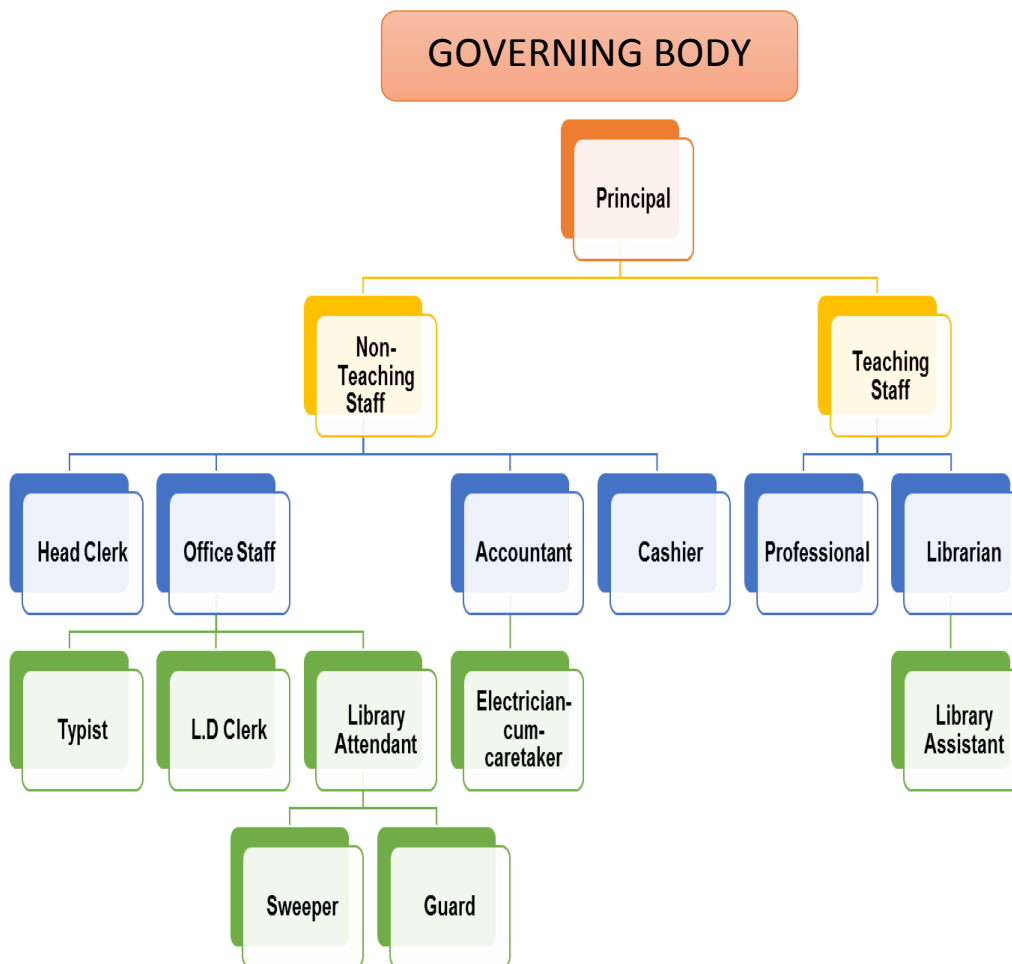 GOVERNING BODY
Principal
Non-
Teaching
Staff
Teaching
Staff
Head Clerk
Office Staff
Accountant
Cashier
Professional
Librarian
Typist
L.D Clerk
Library
Attendant
Electrician-
cum-
caretaker
Library
Assistant
Sweeper
Guard